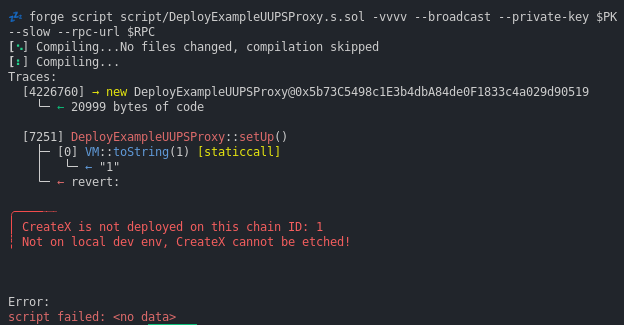 forge script script/DeployExampleUUPSProxy.s.sol -vvvv --broadcast --private-key $PK
--slow --rpc-url $RPC
[⠢] Compiling...No files changed, compilation skipped
[⠆] Compiling...
Traces:
[4226760] → new DeployExampleUUPSProxy@0x5b73C5498c1E3b4dbA84de0F1833c4a029d90519
└─ ← 20999 bytes of code
[7251] DeployExampleUUPSProxy::setUp()
├─ [0] VM::toString(1) [staticcall]
│ └─ ← "1"
└─ ← revert:
CreateX is not deployed on this chain ID: 1
Not on local dev env, CreateX cannot be etched!
Error:
script failed: <no data>